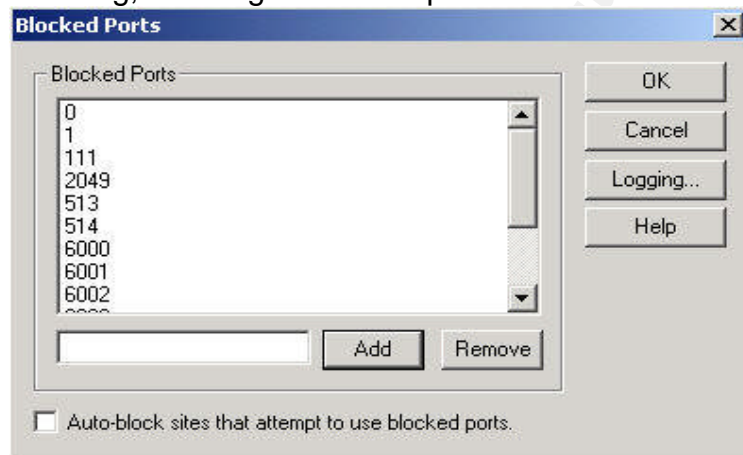 Blocked Ports
Blocked Ports
0
1
111
2049
513
514
6000
6001
6002
Add
Remove
Auto-block sites that attempt to use blocked ports.
OK
Cancel
Logging...
Help